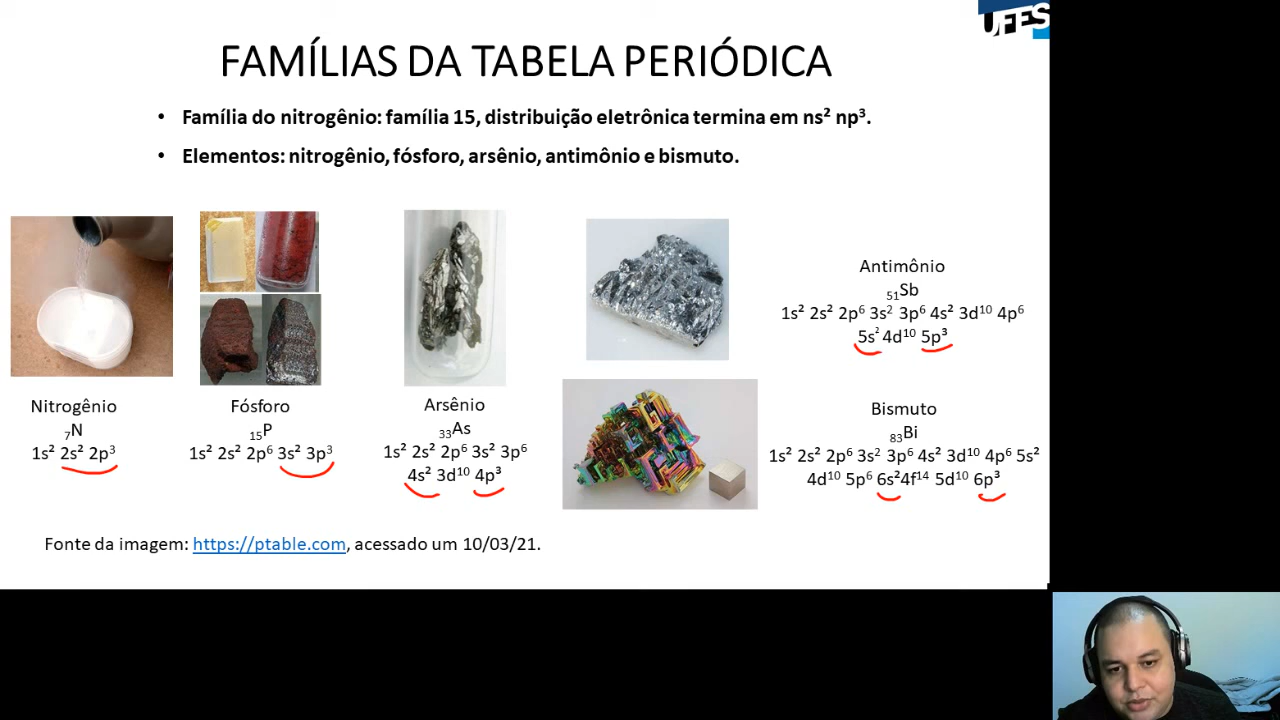 UFES
FAMÍLIAS DA TABELA PERIÓDICA
• Família do nitrogênio: família 15, distribuição eletrônica termina em ns² np³.
• Elementos: nitrogênio, fósforo, arsênio, antimônio e bismuto.
Nitrogênio
₇N
1s² 2s² 2p³
Fósforo
₁₅P
1s² 2s² 2p⁶ 3s² 3p³
Arsênio
₃₃As
1s² 2s² 2p⁶ 3s² 3p⁶
4s² 3d¹⁰ 4p³
Antimônio
₅₁Sb
1s² 2s² 2p⁶ 3s² 3p⁶ 4s² 3d¹⁰ 4p⁶
5s² 4d¹⁰ 5p³
Bismuto
₈₃Bi
1s² 2s² 2p⁶ 3s² 3p⁶ 4s² 3d¹⁰ 4p⁶ 5s²
4d¹⁰ 5p⁶ 6s²4f¹⁴ 5d¹⁰ 6p³
Fonte da imagem: https://ptable.com, acessado um 10/03/21.